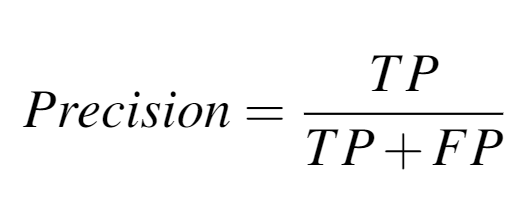 Precision = TP / TP + FP